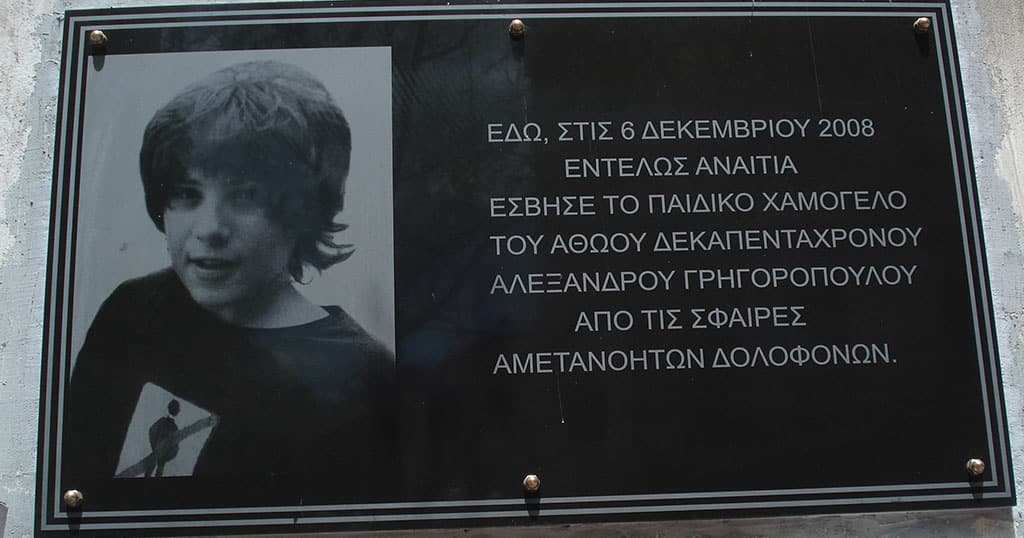 ΕΔΩ, ΣΤΙΣ 6 ΔΕΚΕΜΒΡΙΟΥ 2008
ΕΝΤΕΛΩΣ ΑΝΑΙΤΙΑ
ΕΣΒΗΣΕ ΤΟ ΠΑΙΔΙΚΟ ΧΑΜΟΓΕΛΟ
ΤΟΥ ΑΘΩΟΥ ΔΕΚΑΠΕΝΤΑΧΡΟΝΟΥ
ΑΛΕΞΑΝΔΡΟΥ ΓΡΗΓΟΡΟΠΟΥΛΟΥ
ΑΠΟ ΤΙΣ ΣΦΑΙΡΕΣ
ΑΜΕΤΑΝΟΗΤΩΝ ΔΟΛΟΦΟΝΩΝ.